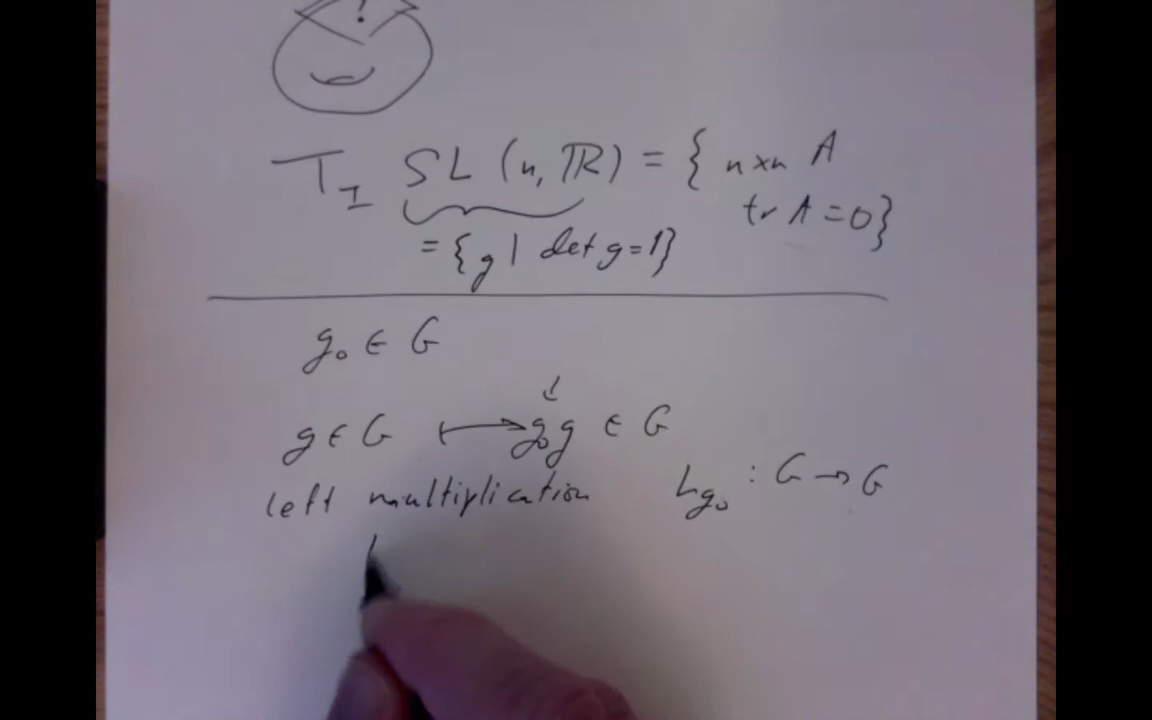 !
T_I SL (n, ℝ) = { n×n A
tr A = 0}
= {g | det g = 1}
g₀ ∈ G
g ∈ G ⟼ g₀g ∈ G
left multiplication L_{g₀} : G → G